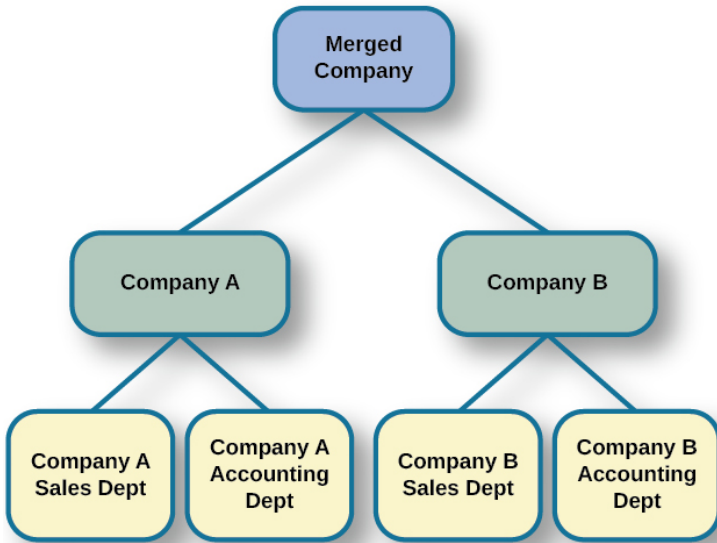 Merged
Company
Company A
Company B
Company A
Sales Dept
Company A
Accounting
Dept
Company B
Sales Dept
Company B
Accounting
Dept